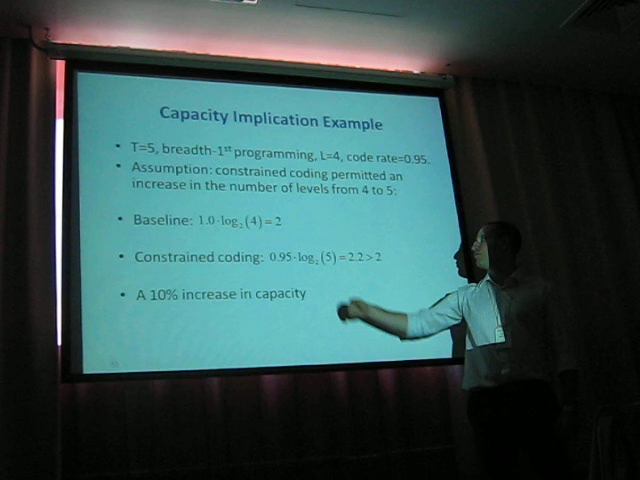 Capacity Implication Example
• T=5, breadth-1st programming, L=4, code rate=0.95.
• Assumption: constrained coding permitted an
increase in the number of levels from 4 to 5:
• Baseline: 1.0·log₂(4)=2
• Constrained coding: 0.95·log₂(5)=2.2>2
• A 10% increase in capacity